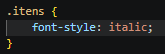 .itens {
    font-style: italic;
}